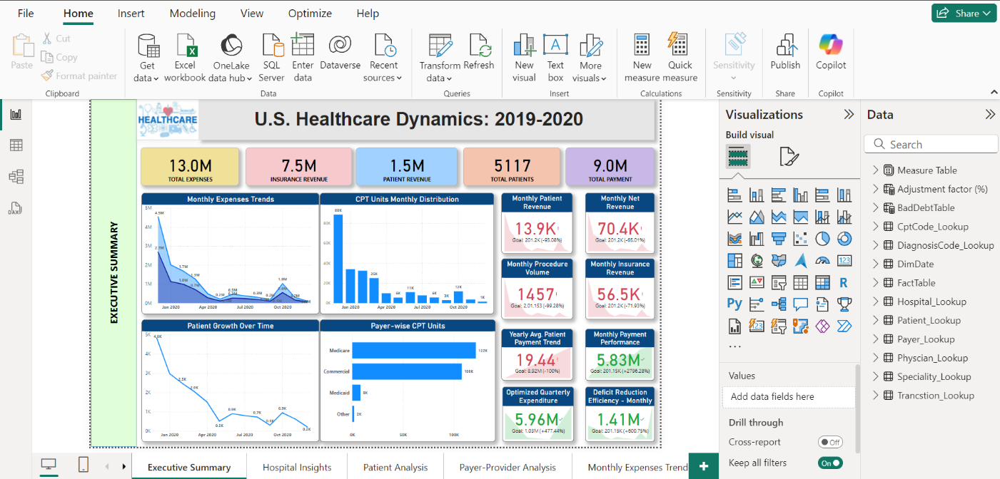 File Home Insert Modeling View Optimize Help Share
Paste
Cut
Copy
Format painter
Clipboard
Get data
Excel workbook
OneLake data hub
SQL Server
Enter data
Dataverse
Recent sources
Data
Transform data
Refresh
Queries
New visual
Text box
More visuals
Insert
New measure
Quick measure
Calculations
Sensitivity
Sensitivity
Publish
Share
Copilot
Copilot
EXECUTIVE SUMMARY
HEALTHCARE
U.S. Healthcare Dynamics: 2019-2020
13.0M
TOTAL EXPENSES
7.5M
INSURANCE REVENUE
1.5M
PATIENT REVENUE
5117
TOTAL PATIENTS
9.0M
TOTAL PAYMENT
Monthly Expenses Trends
5M
4M
3M
2M
1M
0M
4.5M
1.7M
1.3M
1.0M
0.7M
0.2M
0.5M
0.3M
0.2M
1.0M
Jan 2020 Apr 2020 Jul 2020 Oct 2020
CPT Units Monthly Distribution
80K
60K
40K
20K
0K
88K
25K
6K
11K
6K
3K
12K
1K
Jan 2020 Apr 2020 Jul 2020 Oct 2020
Monthly Patient
Revenue
13.9K!
Goal: 201.2K (-93.08%)
Monthly Net
Revenue
70.4K!
Goal: 201.2K (-65.01%)
Monthly Procedure
Volume
1457!
Goal: 2,01,153 (-99.28%)
Monthly Insurance
Revenue
56.5K!
Goal: 201.2K (-71.93%)
Patient Growth Over Time
5K
4K
3K
2K
1K
0K
4.8K
2.5K
2.0K
0.5K
0.9K
0.7K
0.3K
0.9K
0.2K
Jan 2020 Apr 2020 Jul 2020 Oct 2020
Payer-wise CPT Units
Medicare 122K
Commercial 108K
Medicaid 8K
Other 2K
0K 50K 100K
Yearly Avg. Patient
Payment Trend
19.44!
Goal: 8.92M (-100%)
Monthly Payment
Performance
5.83M
Goal: 201.15K (+2796.28%)
Optimized Quarterly
Expenditure
5.96M
Goal: 1.03M (+477.44%)
Deficit Reduction
Efficiency - Monthly
1.41M
Goal: 201.15K (+600.75%)
Executive Summary Hospital Insights Patient Analysis Payer-Provider Analysis Monthly Expenses Trend
Visualizations
Build visual
R
Py
123
123
...
Values
Add data fields here
Drill through
Cross-report Off
Keep all filters On
Data
Search
Measure Table
Adjustment factor (%)
BadDebtTable
CptCode_Lookup
DiagnosisCode_Lookup
DimDate
FactTable
Hospital_Lookup
Patient_Lookup
Payer_Lookup
Physcian_Lookup
Speciality_Lookup
Trancstion_Lookup